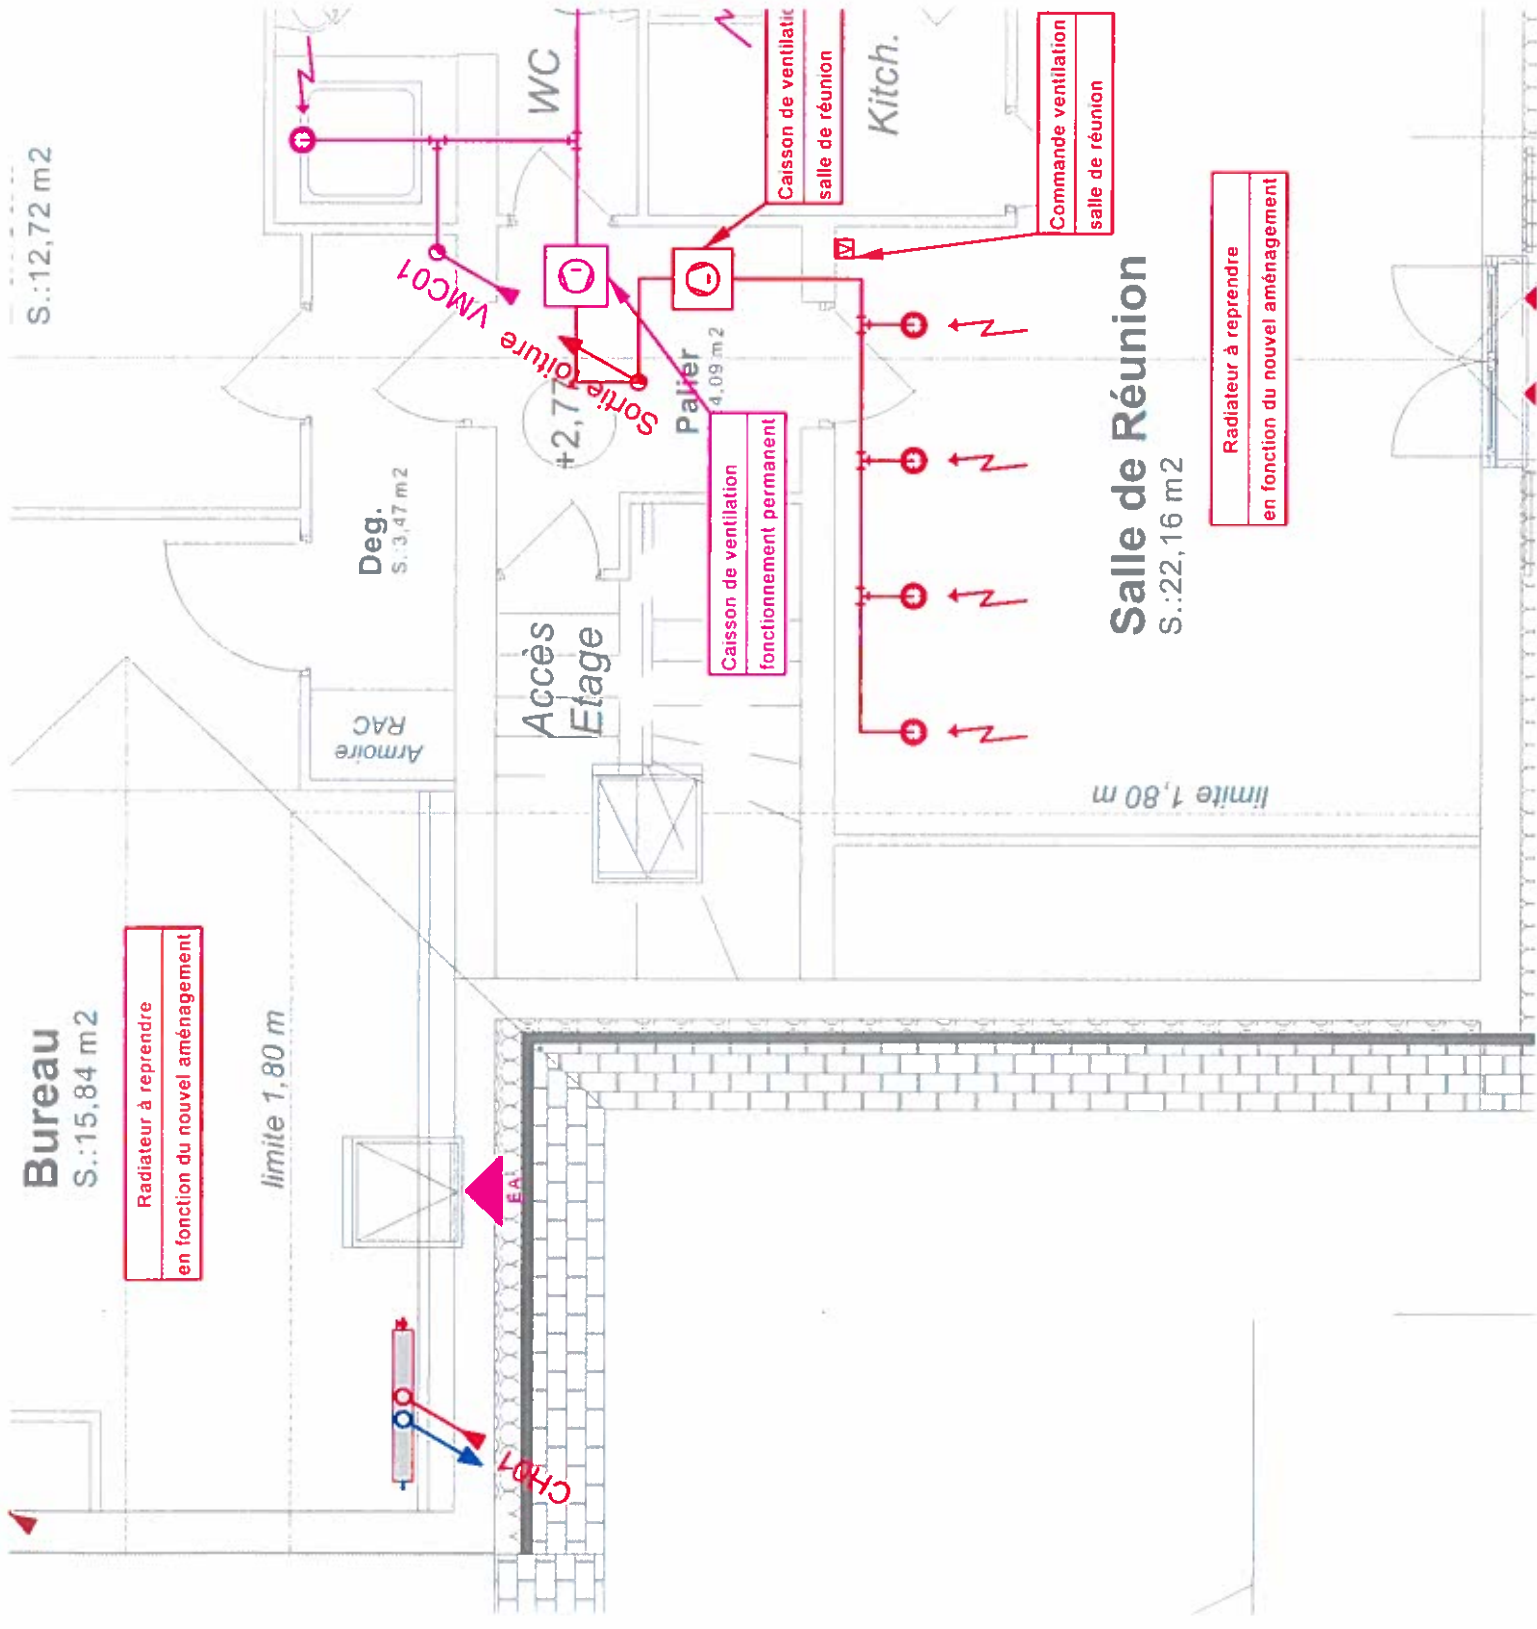 S.:12,72 m2
WC
Caisson de ventilatio
salle de réunion
Kitch.
Commande ventilation
salle de réunion
VMC01
Sortie Toiture
+2,77
Palier
4,09 m2
Deg.
S.:3,47 m2
Caisson de ventilation
fonctionnement permanent
Accès
Etage
Armoire
RAC
Salle de Réunion
S.:22,16 m2
Radiateur à reprendre
en fonction du nouvel aménagement
limite 1,80 m
Bureau
S.:15,84 m2
Radiateur à reprendre
en fonction du nouvel aménagement
limite 1,80 m
EA
CH01